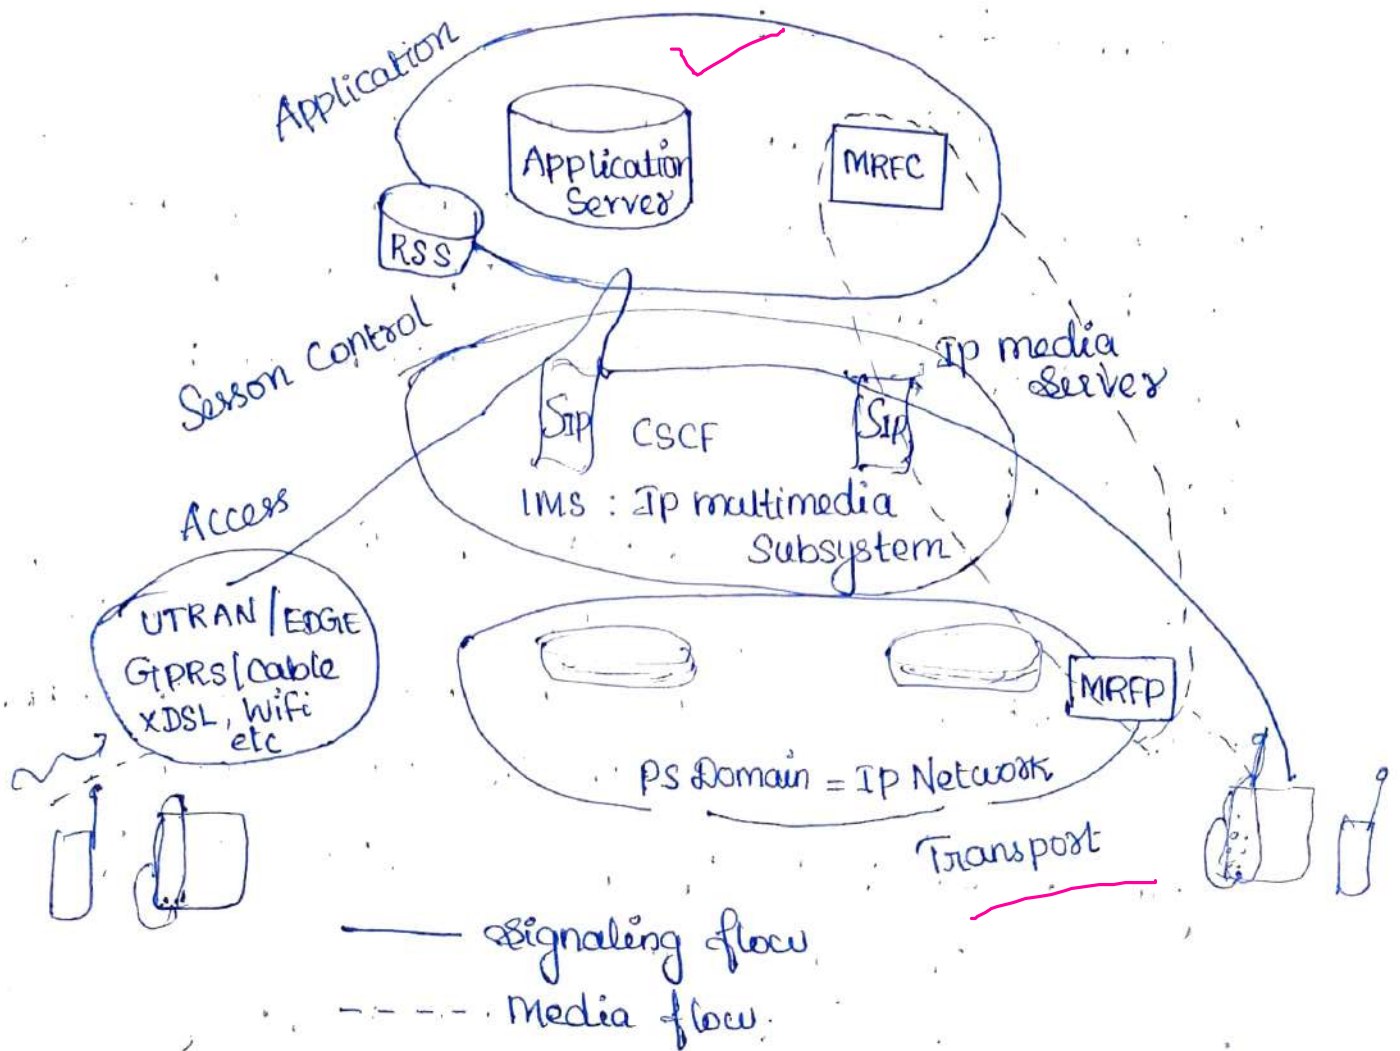 Application
Application
Server
MRFC
RSS
Sesson Control
Ip media
Server
SIP
CSCF
SIP
IMS : Ip multimedia
Subsystem
Access
UTRAN/EDGE
GPRS/Cable
XDSL, Wifi
etc
MRFP
PS Domain = IP Network
Transport
Signaling flow
Media flow.